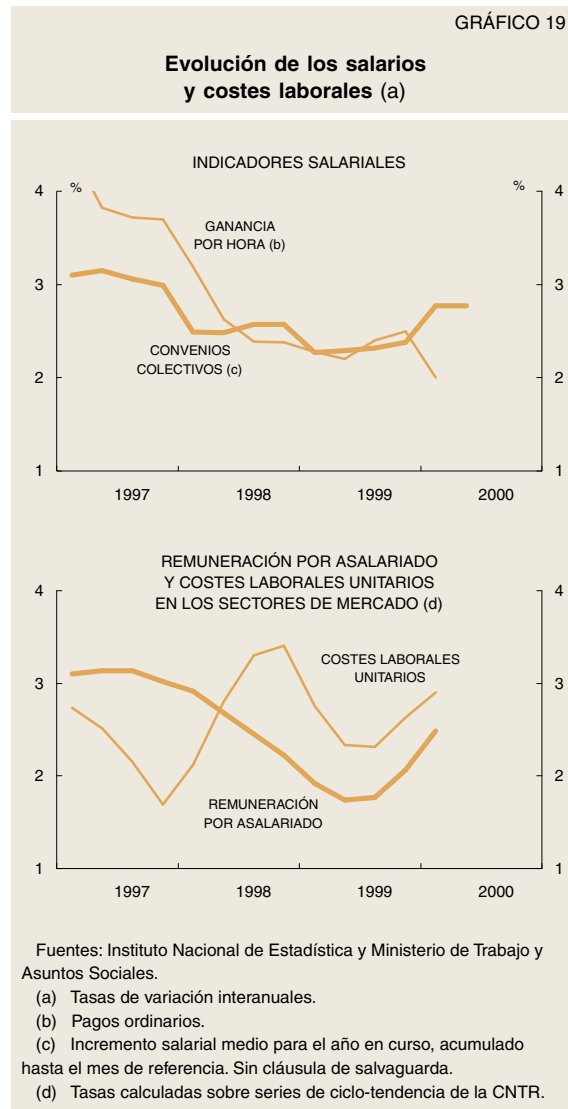 GRÁFICO 19
Evolución de los salarios
y costes laborales (a)
INDICADORES SALARIALES
% %
4 4
GANANCIA
POR HORA (b)
3 3
CONVENIOS
COLECTIVOS (c)
2 2
1 1
1997 1998 1999 2000
REMUNERACIÓN POR ASALARIADO
Y COSTES LABORALES UNITARIOS
EN LOS SECTORES DE MERCADO (d)
4 4
COSTES LABORALES
UNITARIOS
3 3
2 2
REMUNERACIÓN
POR ASALARIADO
1 1
1997 1998 1999 2000
Fuentes: Instituto Nacional de Estadística y Ministerio de Trabajo y
Asuntos Sociales.
(a) Tasas de variación interanuales.
(b) Pagos ordinarios.
(c) Incremento salarial medio para el año en curso, acumulado
hasta el mes de referencia. Sin cláusula de salvaguarda.
(d) Tasas calculadas sobre series de ciclo-tendencia de la CNTR.